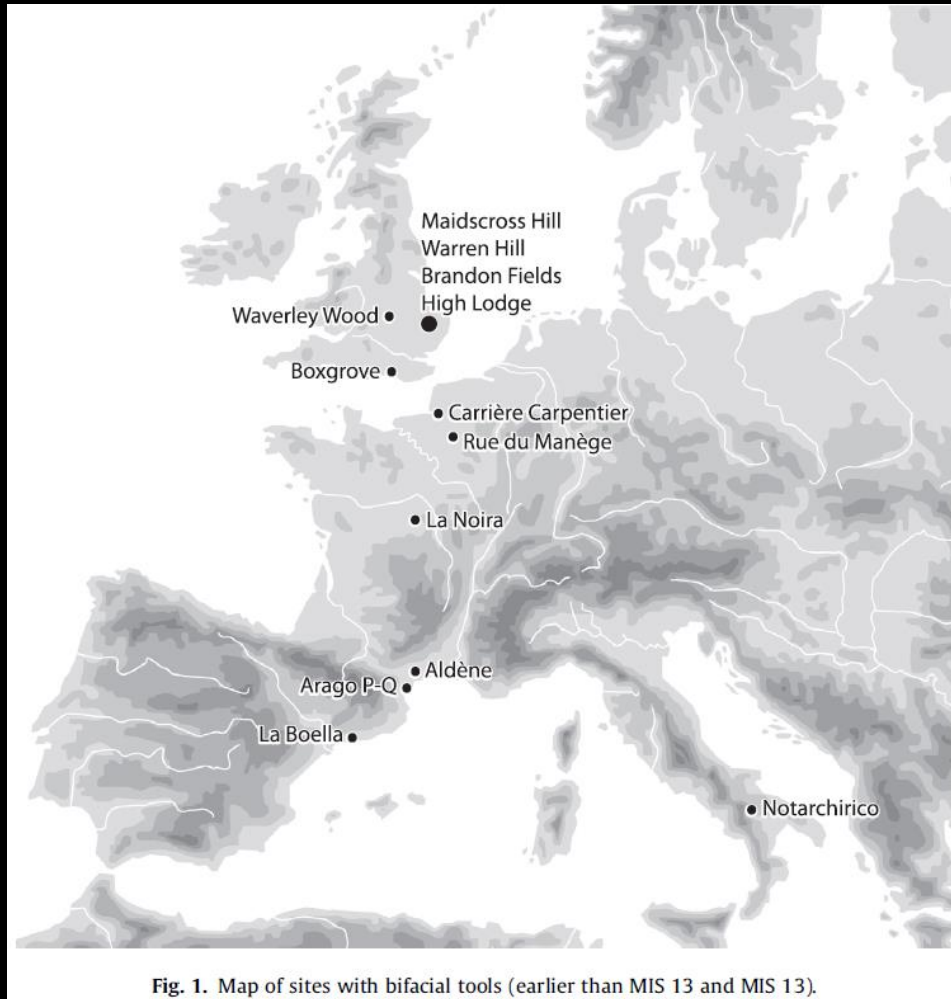 Maidscross Hill
Warren Hill
Brandon Fields
High Lodge
Waverley Wood
Boxgrove
Carrière Carpentier
Rue du Manège
La Noira
Aldène
Arago P-Q
La Boella
Notarchirico
Fig. 1. Map of sites with bifacial tools (earlier than MIS 13 and MIS 13).